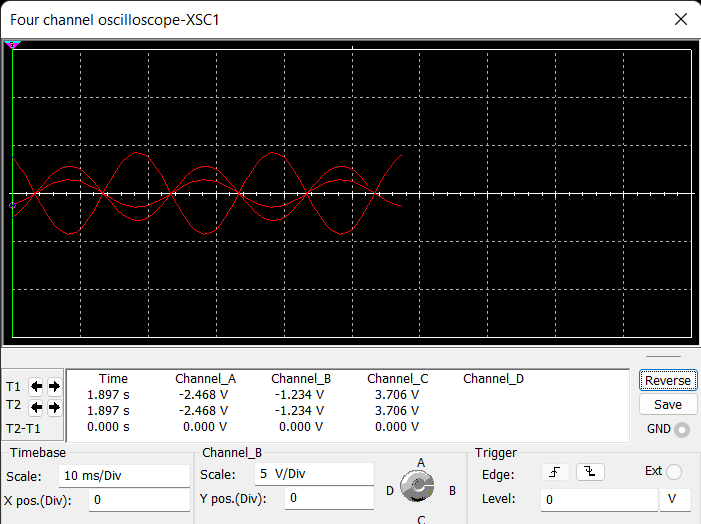 Four channel oscilloscope-XSC1
Time Channel_A Channel_B Channel_C Channel_D
T1 1.897 s -2.468 V -1.234 V 3.706 V
T2 1.897 s -2.468 V -1.234 V 3.706 V
T2-T1 0.000 s 0.000 V 0.000 V 0.000 V
Reverse
Save
GND
Timebase
Scale: 10 ms/Div
X pos.(Div): 0
Channel_B
Scale: 5 V/Div
Y pos.(Div): 0
A
D B
C
Trigger
Edge: Ext
Level: 0 V